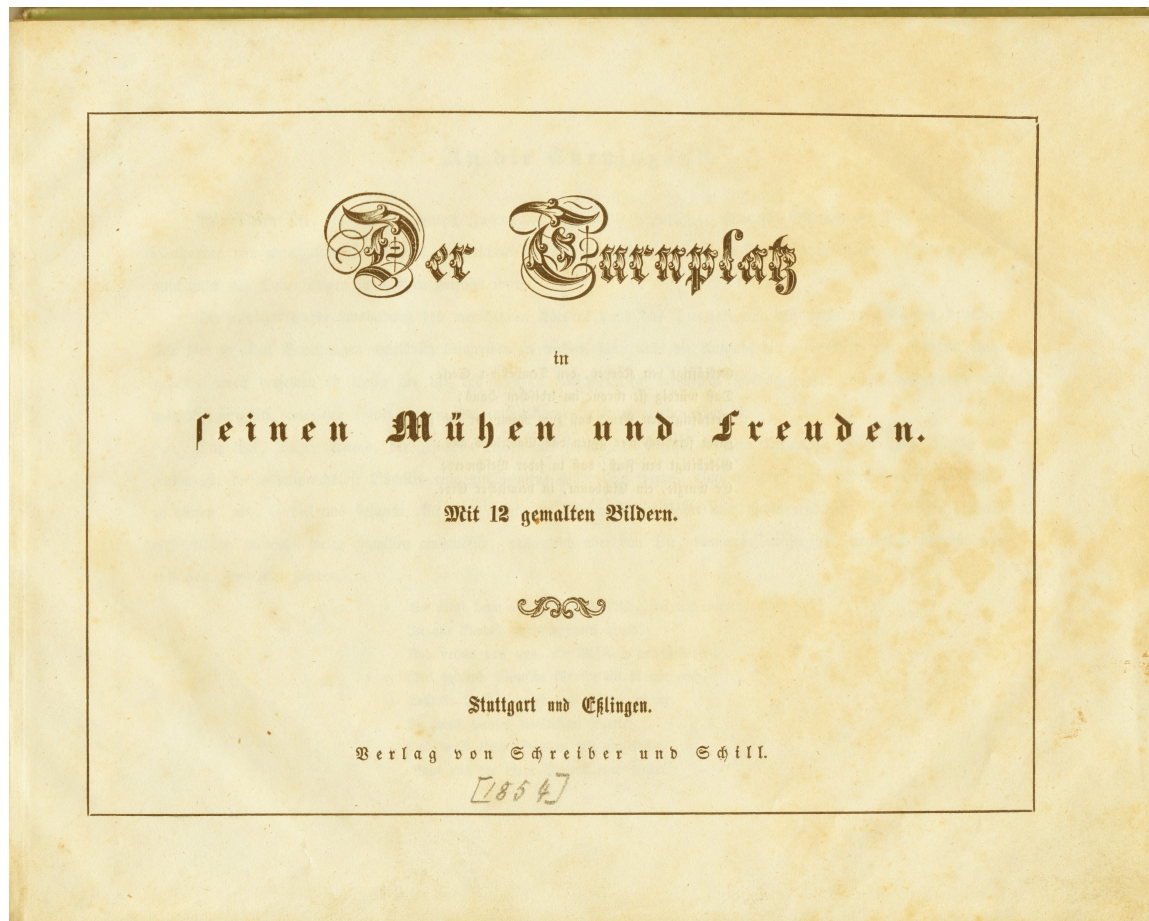 Der Turnplatz
in
seinen Mühen und Freuden.
Mit 12 gemalten Bildern.
Stuttgart und Eßlingen.
Verlag von Schreiber und Schill.
[1854]